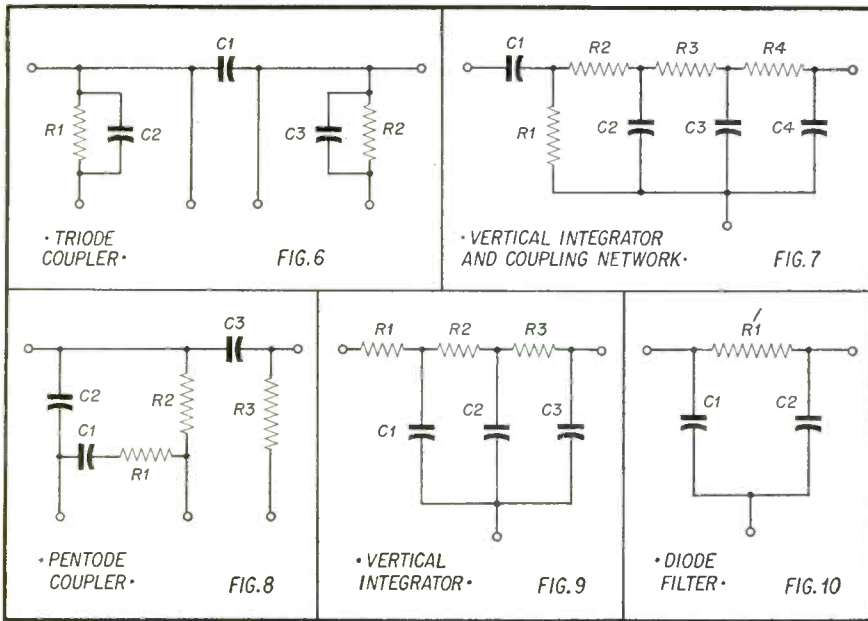 C1
R1
C2
C3
R2
• TRIODE
COUPLER •
FIG. 6
C1
R2
R3
R4
R1
C2
C3
C4
• VERTICAL INTEGRATOR
AND COUPLING NETWORK •
FIG. 7
C3
C2
R2
R3
C1
R1
• PENTODE
COUPLER •
FIG. 8
R1
R2
R3
C1
C2
C3
• VERTICAL
INTEGRATOR •
FIG. 9
R1
C1
C2
• DIODE
FILTER •
FIG. 10